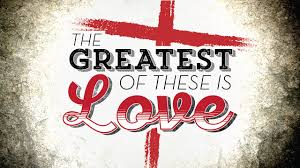 THE
GREATEST
OF THESE IS
Love